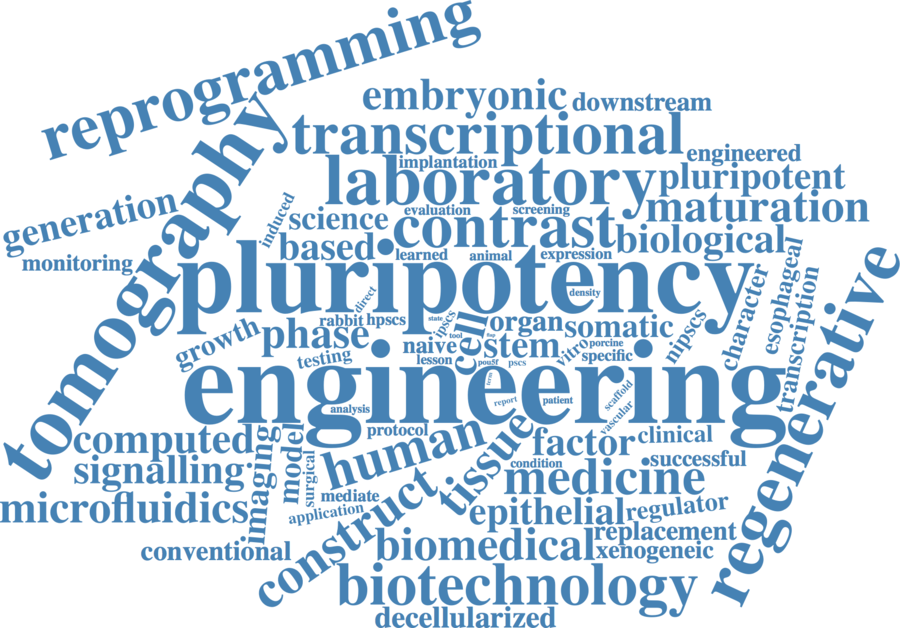 reprogramming
embryonic
downstream
tomography
transcriptional
implantation
engineered
laboratory
pluripotent
generation
induced
science
evaluation
screening
maturation
contrast
monitoring
based
learned
animal
expression
biological
pluripotency
density
direct
character
esophageal
transcription
regenerative
growth
phase
rabbit
hpscs
state
ipscs
tool
cell
organ
somatic
testing
naive
stem
vitro
porcine
nipscs
lesson
pou5f
pscs
specific
engineering
term
report
patient
scaffold
vascular
analysis
protocol
computed
imaging
model
human
tissue
factor
clinical
signalling
surgical
condition
successful
microfluidics
mediate
medicine
application
construct
epithelial
regulator
conventional
biomedical
replacement
xenogeneic
biotechnology
decellularized